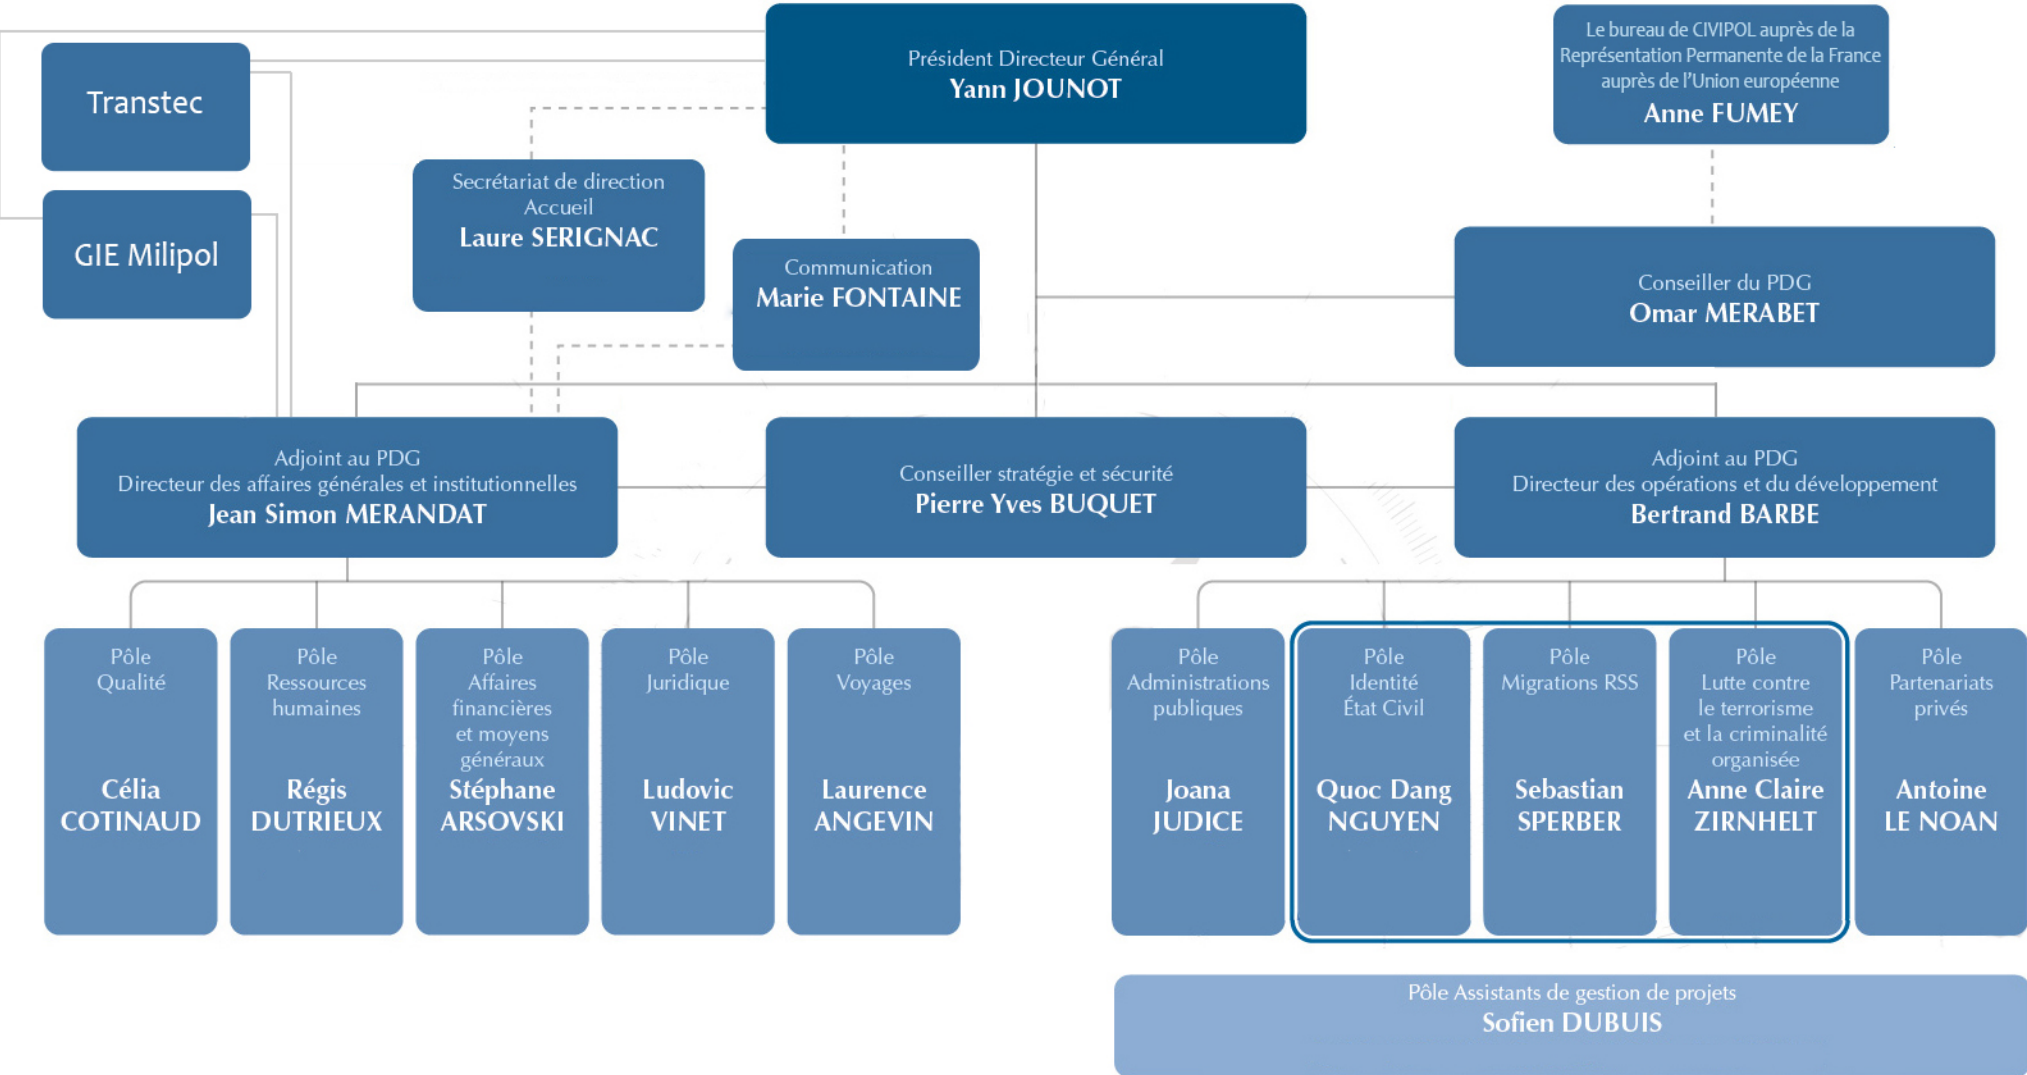 Président Directeur Général
Yann JOUNOT
Le bureau de CIVIPOL auprès de la
Représentation Permanente de la France
auprès de l'Union européenne
Anne FUMEY
Transtec
GIE Milipol
Secrétariat de direction
Accueil
Laure SERIGNAC
Communication
Marie FONTAINE
Conseiller du PDG
Omar MERABET
Adjoint au PDG
Directeur des affaires générales et institutionnelles
Jean Simon MERANDAT
Conseiller stratégie et sécurité
Pierre Yves BUQUET
Adjoint au PDG
Directeur des opérations et du développement
Bertrand BARBE
Pôle
Qualité
Célia
COTINAUD
Pôle
Ressources
humaines
Régis
DUTRIEUX
Pôle
Affaires
financières
et moyens
généraux
Stéphane
ARSOVSKI
Pôle
Juridique
Ludovic
VINET
Pôle
Voyages
Laurence
ANGEVIN
Pôle
Administrations
publiques
Joana
JUDICE
Pôle
Identité
État Civil
Quoc Dang
NGUYEN
Pôle
Migrations RSS
Sebastian
SPERBER
Pôle
Lutte contre
le terrorisme
et la criminalité
organisée
Anne Claire
ZIRNHELT
Pôle
Partenariats
privés
Antoine
LE NOAN
Pôle Assistants de gestion de projets
Sofien DUBUIS